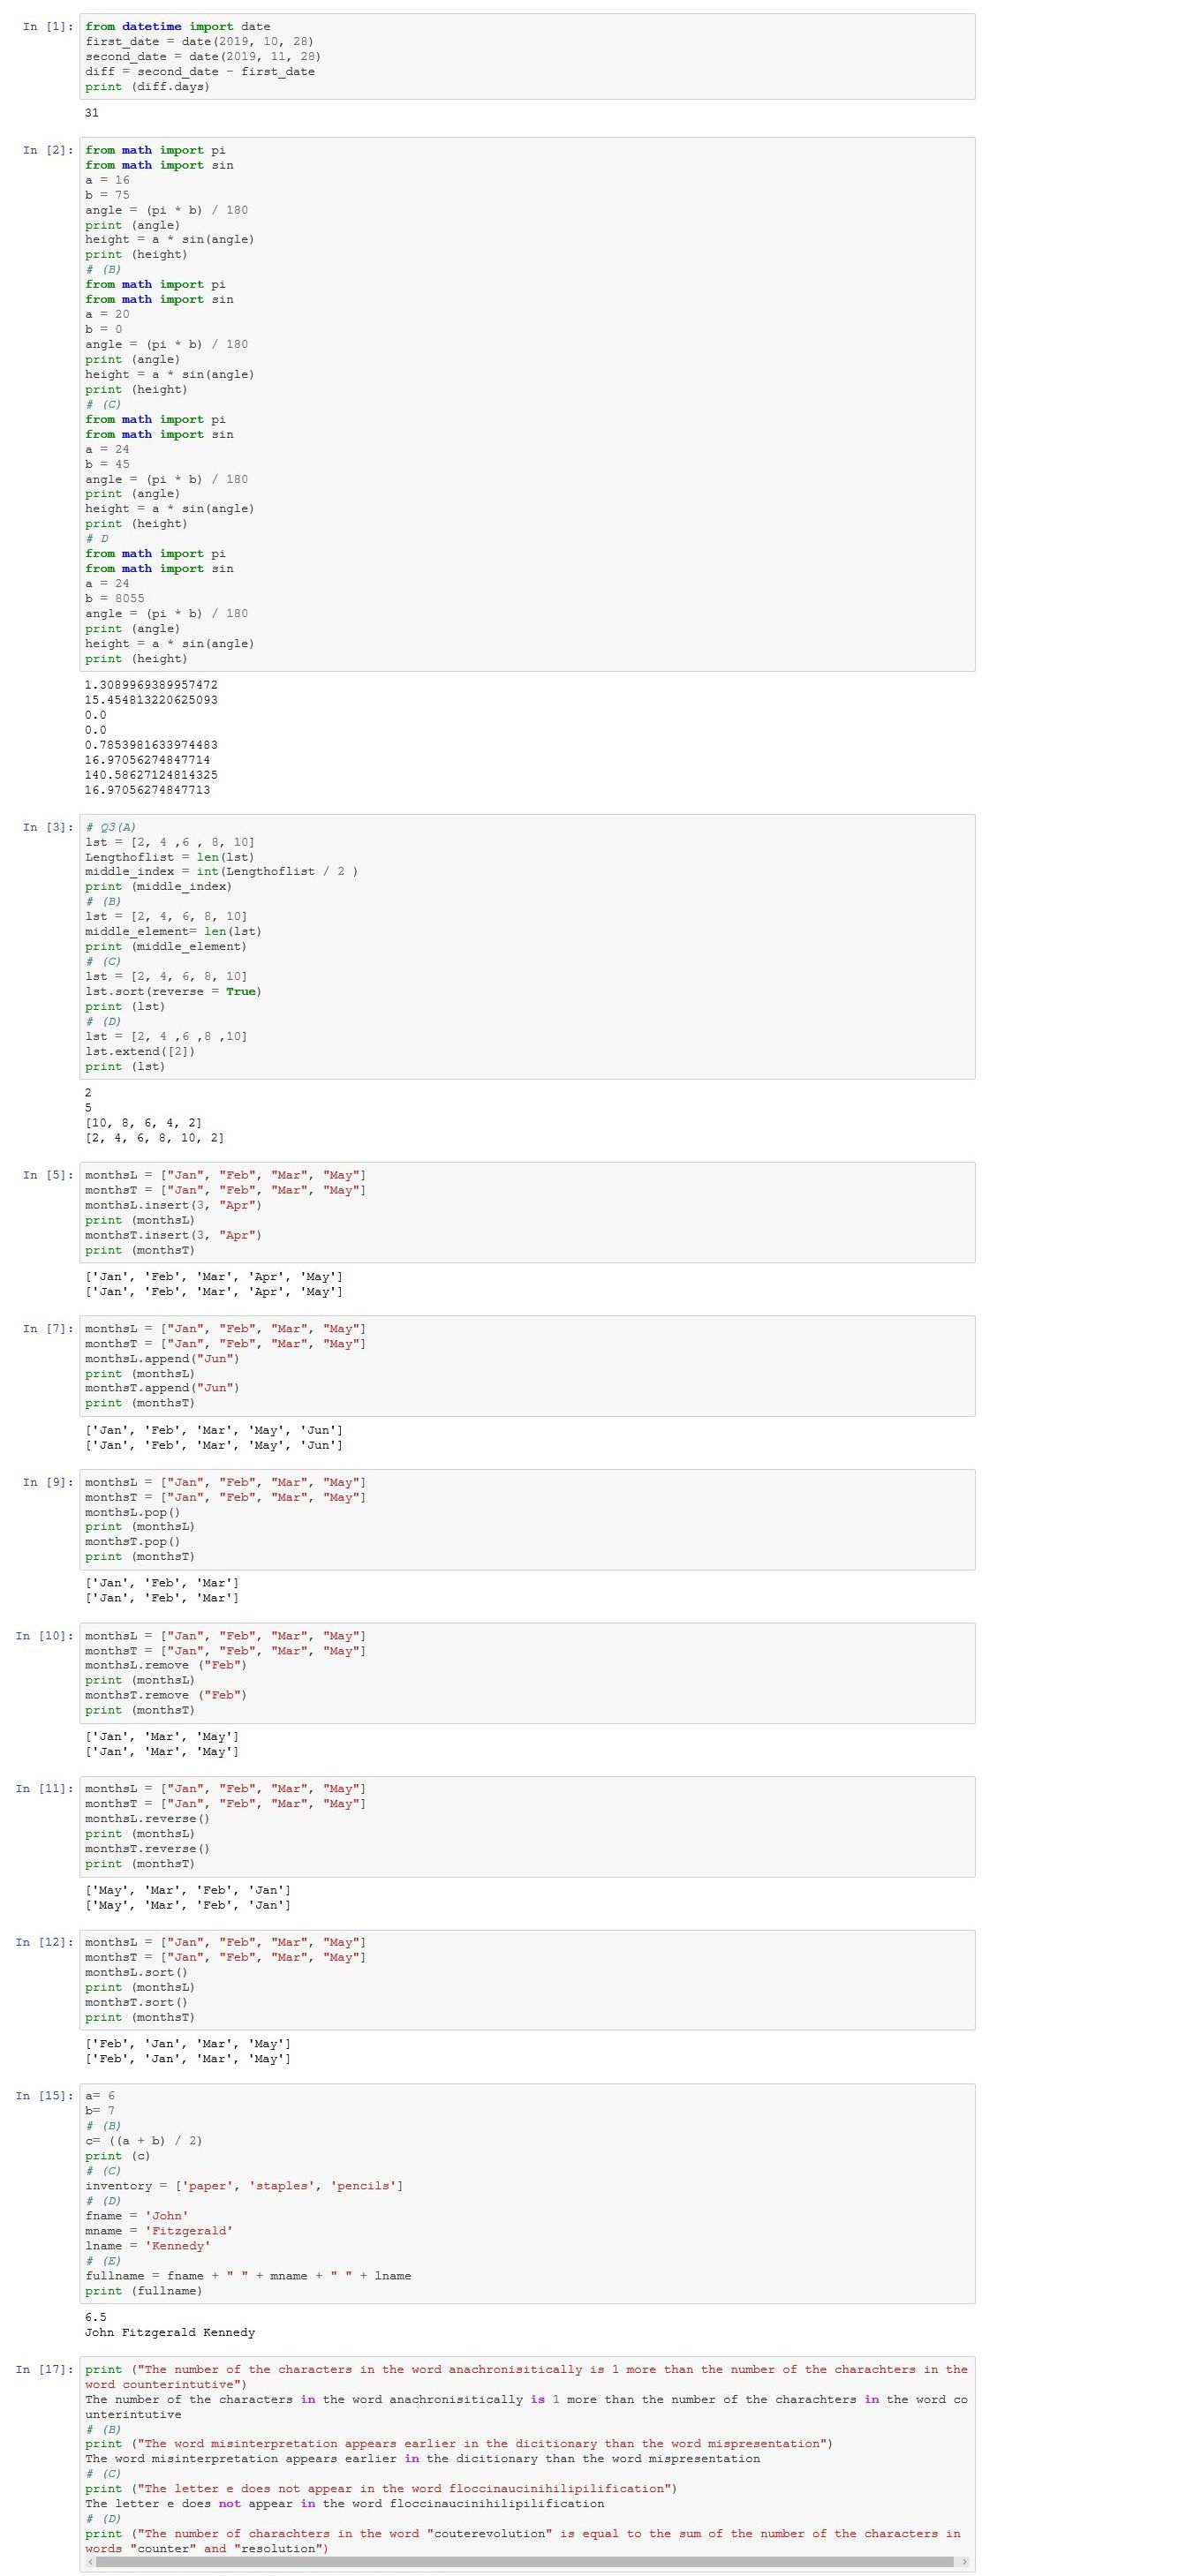 In [1]: from datetime import date
first_date = date(2019, 10, 28)
second_date = date(2019, 11, 28)
diff = second_date - first_date
print (diff.days)
31
In [2]: from math import pi
from math import sin
a = 16
b = 75
angle = (pi * b) / 180
print (angle)
height = a * sin(angle)
print (height)
# (B)
from math import pi
from math import sin
a = 20
b = 0
angle = (pi * b) / 180
print (angle)
height = a * sin(angle)
print (height)
# (C)
from math import pi
from math import sin
a = 24
b = 45
angle = (pi * b) / 180
print (angle)
height = a * sin(angle)
print (height)
# D
from math import pi
from math import sin
a = 24
b = 8055
angle = (pi * b) / 180
print (angle)
height = a * sin(angle)
print (height)
1.3089969389957472
15.454813220625093
0.0
0.0
0.7853981633974483
16.97056274847714
140.58627124814325
16.97056274847713
In [3]: # Q3(A)
lst = [2, 4 ,6 , 8, 10]
Lengthoflist = len(lst)
middle_index = int(Lengthoflist / 2 )
print (middle_index)
# (B)
lst = [2, 4, 6, 8, 10]
middle_element= len(lst)
print (middle_element)
# (C)
lst = [2, 4, 6, 8, 10]
lst.sort(reverse = True)
print (lst)
# (D)
lst = [2, 4 ,6 ,8 ,10]
lst.extend([2])
print (lst)
2
5
[10, 8, 6, 4, 2]
[2, 4, 6, 8, 10, 2]
In [5]: monthsL = ["Jan", "Feb", "Mar", "May"]
monthsT = ["Jan", "Feb", "Mar", "May"]
monthsL.insert(3, "Apr")
print (monthsL)
monthsT.insert(3, "Apr")
print (monthsT)
['Jan', 'Feb', 'Mar', 'Apr', 'May']
['Jan', 'Feb', 'Mar', 'Apr', 'May']
In [7]: monthsL = ["Jan", "Feb", "Mar", "May"]
monthsT = ["Jan", "Feb", "Mar", "May"]
monthsL.append("Jun")
print (monthsL)
monthsT.append("Jun")
print (monthsT)
['Jan', 'Feb', 'Mar', 'May', 'Jun']
['Jan', 'Feb', 'Mar', 'May', 'Jun']
In [9]: monthsL = ["Jan", "Feb", "Mar", "May"]
monthsT = ["Jan", "Feb", "Mar", "May"]
monthsL.pop()
print (monthsL)
monthsT.pop()
print (monthsT)
['Jan', 'Feb', 'Mar']
['Jan', 'Feb', 'Mar']
In [10]: monthsL = ["Jan", "Feb", "Mar", "May"]
monthsT = ["Jan", "Feb", "Mar", "May"]
monthsL.remove ("Feb")
print (monthsL)
monthsT.remove ("Feb")
print (monthsT)
['Jan', 'Mar', 'May']
['Jan', 'Mar', 'May']
In [11]: monthsL = ["Jan", "Feb", "Mar", "May"]
monthsT = ["Jan", "Feb", "Mar", "May"]
monthsL.reverse()
print (monthsL)
monthsT.reverse()
print (monthsT)
['May', 'Mar', 'Feb', 'Jan']
['May', 'Mar', 'Feb', 'Jan']
In [12]: monthsL = ["Jan", "Feb", "Mar", "May"]
monthsT = ["Jan", "Feb", "Mar", "May"]
monthsL.sort()
print (monthsL)
monthsT.sort()
print (monthsT)
['Feb', 'Jan', 'Mar', 'May']
['Feb', 'Jan', 'Mar', 'May']
In [15]: a= 6
b= 7
# (B)
c= ((a + b) / 2)
print (c)
# (C)
inventory = ['paper', 'staples', 'pencils']
# (D)
fname = 'John'
mname = 'Fitzgerald'
lname = 'Kennedy'
# (E)
fullname = fname + " " + mname + " " + lname
print (fullname)
6.5
John Fitzgerald Kennedy
In [17]: print ("The number of the characters in the word anachronisitically is 1 more than the number of the charachters in the
word counterintutive")
The number of the characters in the word anachronisitically is 1 more than the number of the charachters in the word co
unterintutive
# (B)
print ("The word misinterpretation appears earlier in the dicitionary than the word mispresentation")
The word misinterpretation appears earlier in the dicitionary than the word mispresentation
# (C)
print ("The letter e does not appear in the word floccinaucinihilipilification")
The letter e does not appear in the word floccinaucinihilipilification
# (D)
print ("The number of charachters in the word "couterevolution" is equal to the sum of the number of the characters in
words "counter" and "resolution")